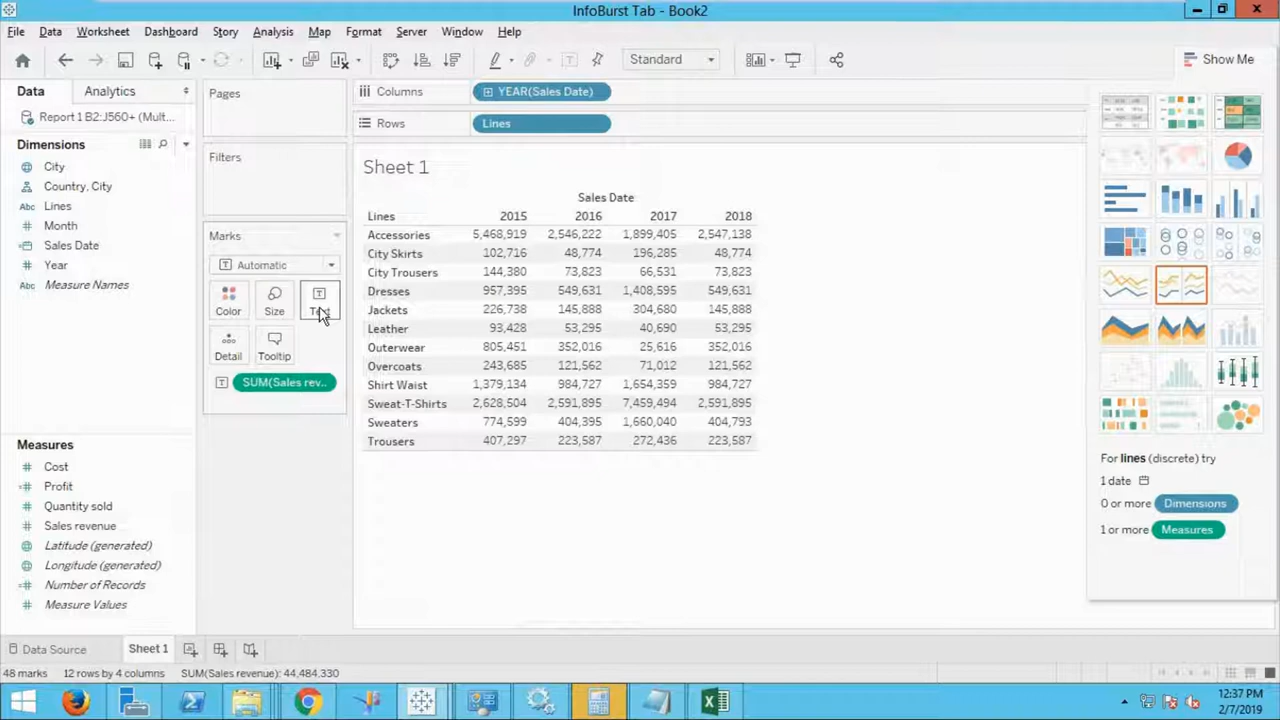 InfoBurst Tab - Book2
File Data Worksheet Dashboard Story Analysis Map Format Server Window Help
Standard
Show Me
Data Analytics
Report 1 B2:J560+ (Mult...
Dimensions
City
Country, City
Abc Lines
Month
Sales Date
Year
Abc Measure Names
Measures
Cost
Profit
Quantity sold
Sales revenue
Latitude (generated)
Longitude (generated)
Number of Records
Measure Values
Pages
Filters
Marks
Automatic
Color Size Text
Detail Tooltip
SUM(Sales rev..
Columns YEAR(Sales Date)
Rows Lines
Sheet 1
Sales Date
Lines 2015 2016 2017 2018
Accessories 5,468,919 2,546,222 1,899,405 2,547,138
City Skirts 102,716 48,774 196,285 48,774
City Trousers 144,380 73,823 66,531 73,823
Dresses 957,395 549,631 1,408,595 549,631
Jackets 226,738 145,888 304,680 145,888
Leather 93,428 53,295 40,690 53,295
Outerwear 805,451 352,016 25,616 352,016
Overcoats 243,685 121,562 71,012 121,562
Shirt Waist 1,379,134 984,727 1,654,359 984,727
Sweat-T-Shirts 2,628,504 2,591,895 7,459,494 2,591,895
Sweaters 774,599 404,395 1,660,040 404,793
Trousers 407,297 223,587 272,436 223,587
For lines (discrete) try
1 date
0 or more Dimensions
1 or more Measures
Data Source Sheet 1
48 marks 12 rows by 4 columns SUM(Sales revenue): 44,484,330
12:37 PM
2/7/2019